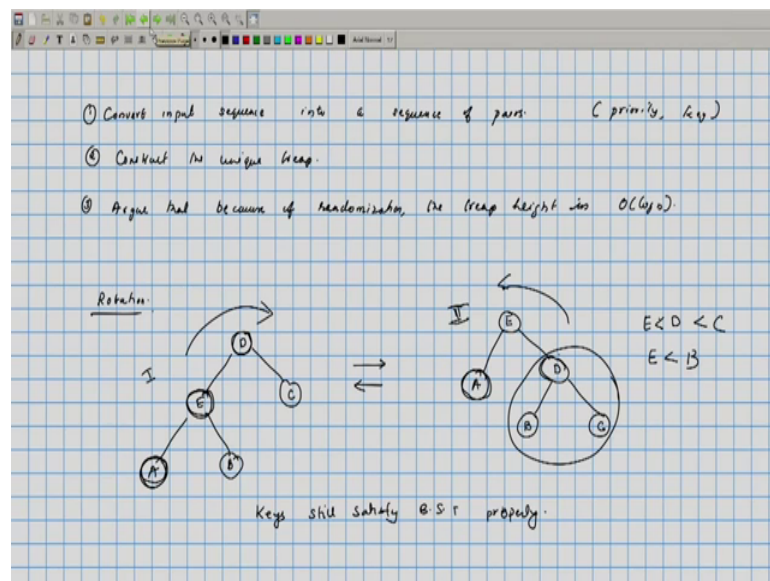 ① Convert input sequence into a sequence of pairs. (priority, key)
② Construct the unique treap.
③ Argue that because of randomization, the treap height is O(log n).
Rotation.
I
D
E
C
A
B
II
E
A
D
B
C
E < D < C
E < B
Keys still satisfy B.S.T property.